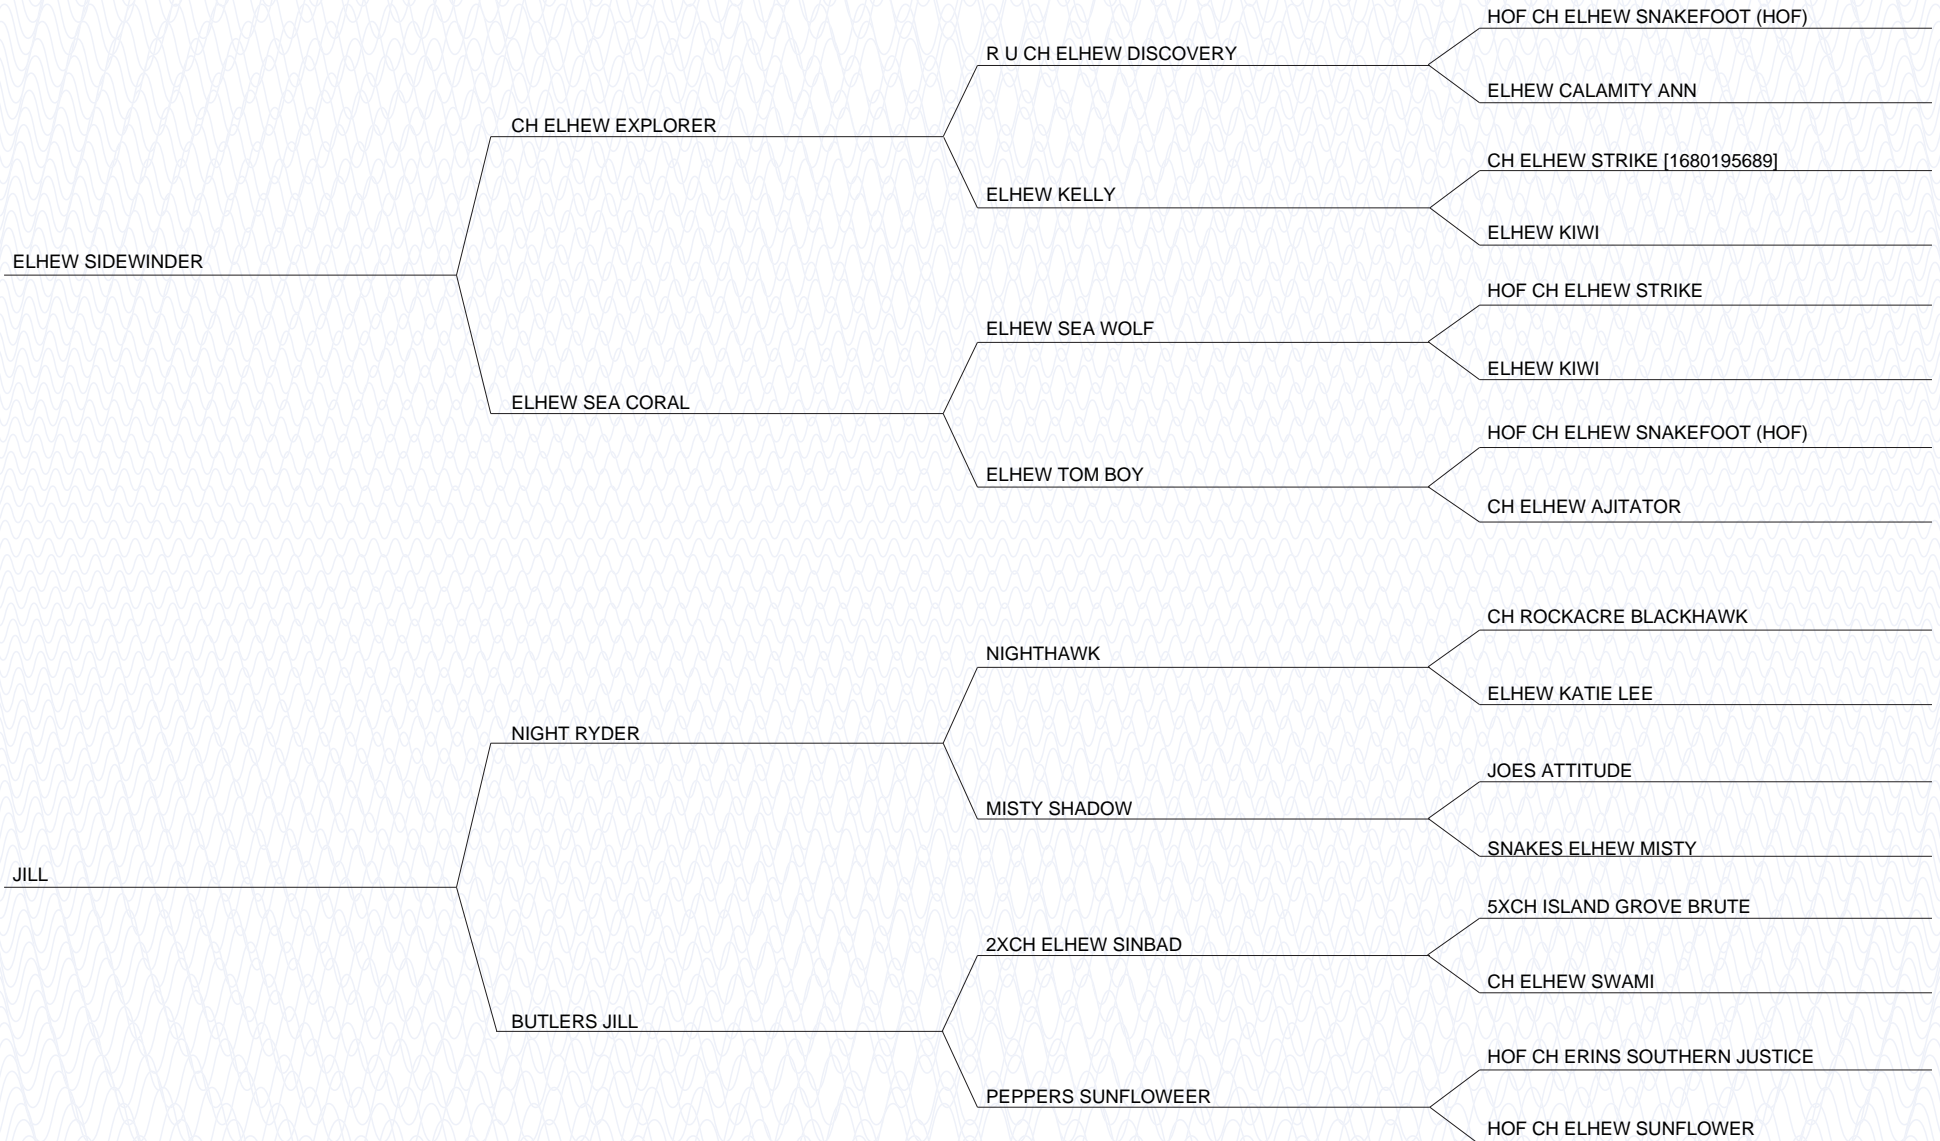 HOF CH ELHEW SNAKEFOOT (HOF)
R U CH ELHEW DISCOVERY
ELHEW CALAMITY ANN
CH ELHEW EXPLORER
CH ELHEW STRIKE [1680195689]
ELHEW KELLY
ELHEW KIWI
ELHEW SIDEWINDER
HOF CH ELHEW STRIKE
ELHEW SEA WOLF
ELHEW KIWI
ELHEW SEA CORAL
HOF CH ELHEW SNAKEFOOT (HOF)
ELHEW TOM BOY
CH ELHEW AJITATOR
CH ROCKACRE BLACKHAWK
NIGHTHAWK
ELHEW KATIE LEE
NIGHT RYDER
JOES ATTITUDE
MISTY SHADOW
SNAKES ELHEW MISTY
JILL
5XCH ISLAND GROVE BRUTE
2XCH ELHEW SINBAD
CH ELHEW SWAMI
BUTLERS JILL
HOF CH ERINS SOUTHERN JUSTICE
PEPPERS SUNFLOWEER
HOF CH ELHEW SUNFLOWER